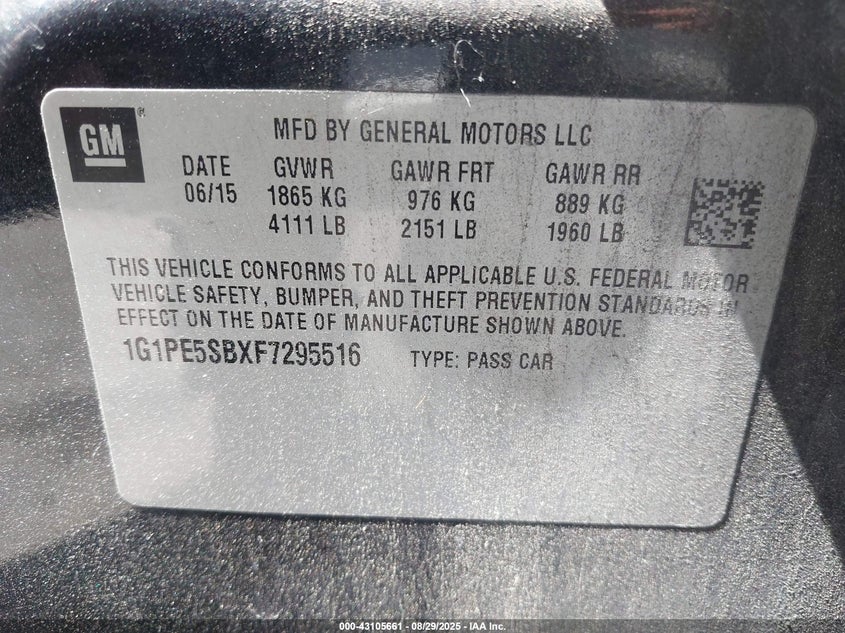 GM®
MFD BY GENERAL MOTORS LLC
DATE GVWR GAWR FRT GAWR RR
06/15 1865 KG 976 KG 889 KG
4111 LB 2151 LB 1960 LB
THIS VEHICLE CONFORMS TO ALL APPLICABLE U.S. FEDERAL MOTOR
VEHICLE SAFETY, BUMPER, AND THEFT PREVENTION STANDARDS IN
EFFECT ON THE DATE OF MANUFACTURE SHOWN ABOVE.
1G1PE5SBXF7295516 TYPE: PASS CAR
000-43105661 - 08/29/2025 - IAA Inc.